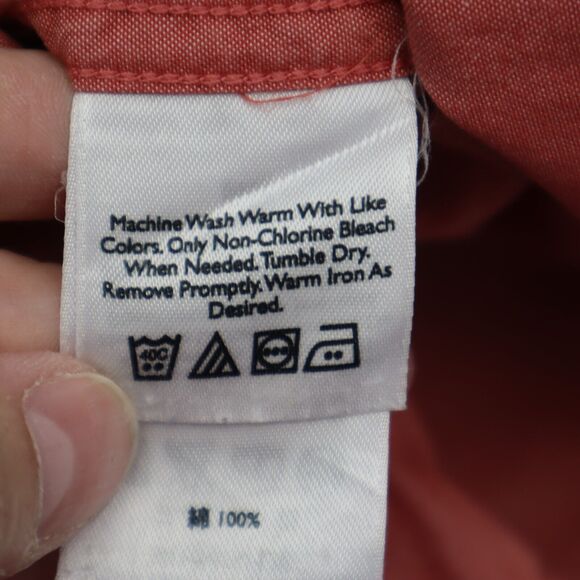 Machine Wash Warm With Like
Colors. Only Non-Chlorine Bleach
When Needed. Tumble Dry.
Remove Promptly. Warm Iron As
Desired.
40C
綿 100%